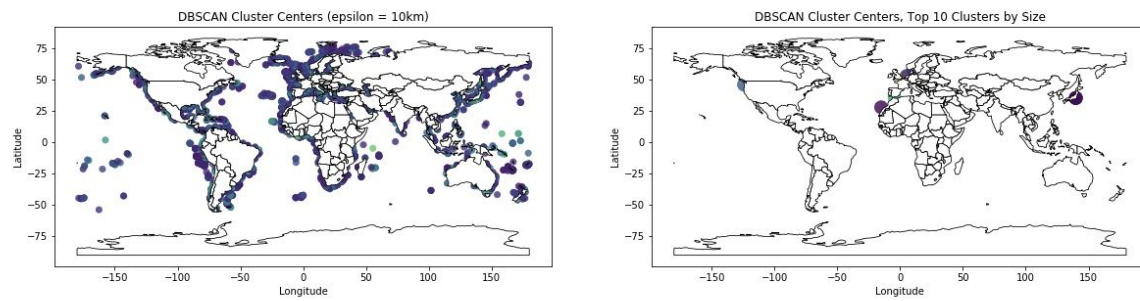 DBSCAN Cluster Centers (epsilon = 10km)
75
50
25
0
−25
−50
−75
Latitude
−150 −100 −50 0 50 100 150
Longitude
DBSCAN Cluster Centers, Top 10 Clusters by Size
75
50
25
0
−25
−50
−75
Latitude
−150 −100 −50 0 50 100 150
Longitude